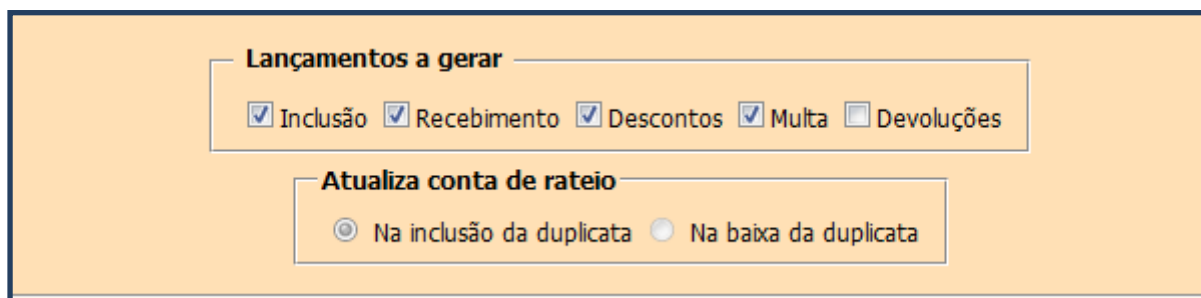 Lançamentos a gerar
Inclusão Recebimento Descontos Multa Devoluções
Atualiza conta de rateio
Na inclusão da duplicata Na baixa da duplicata